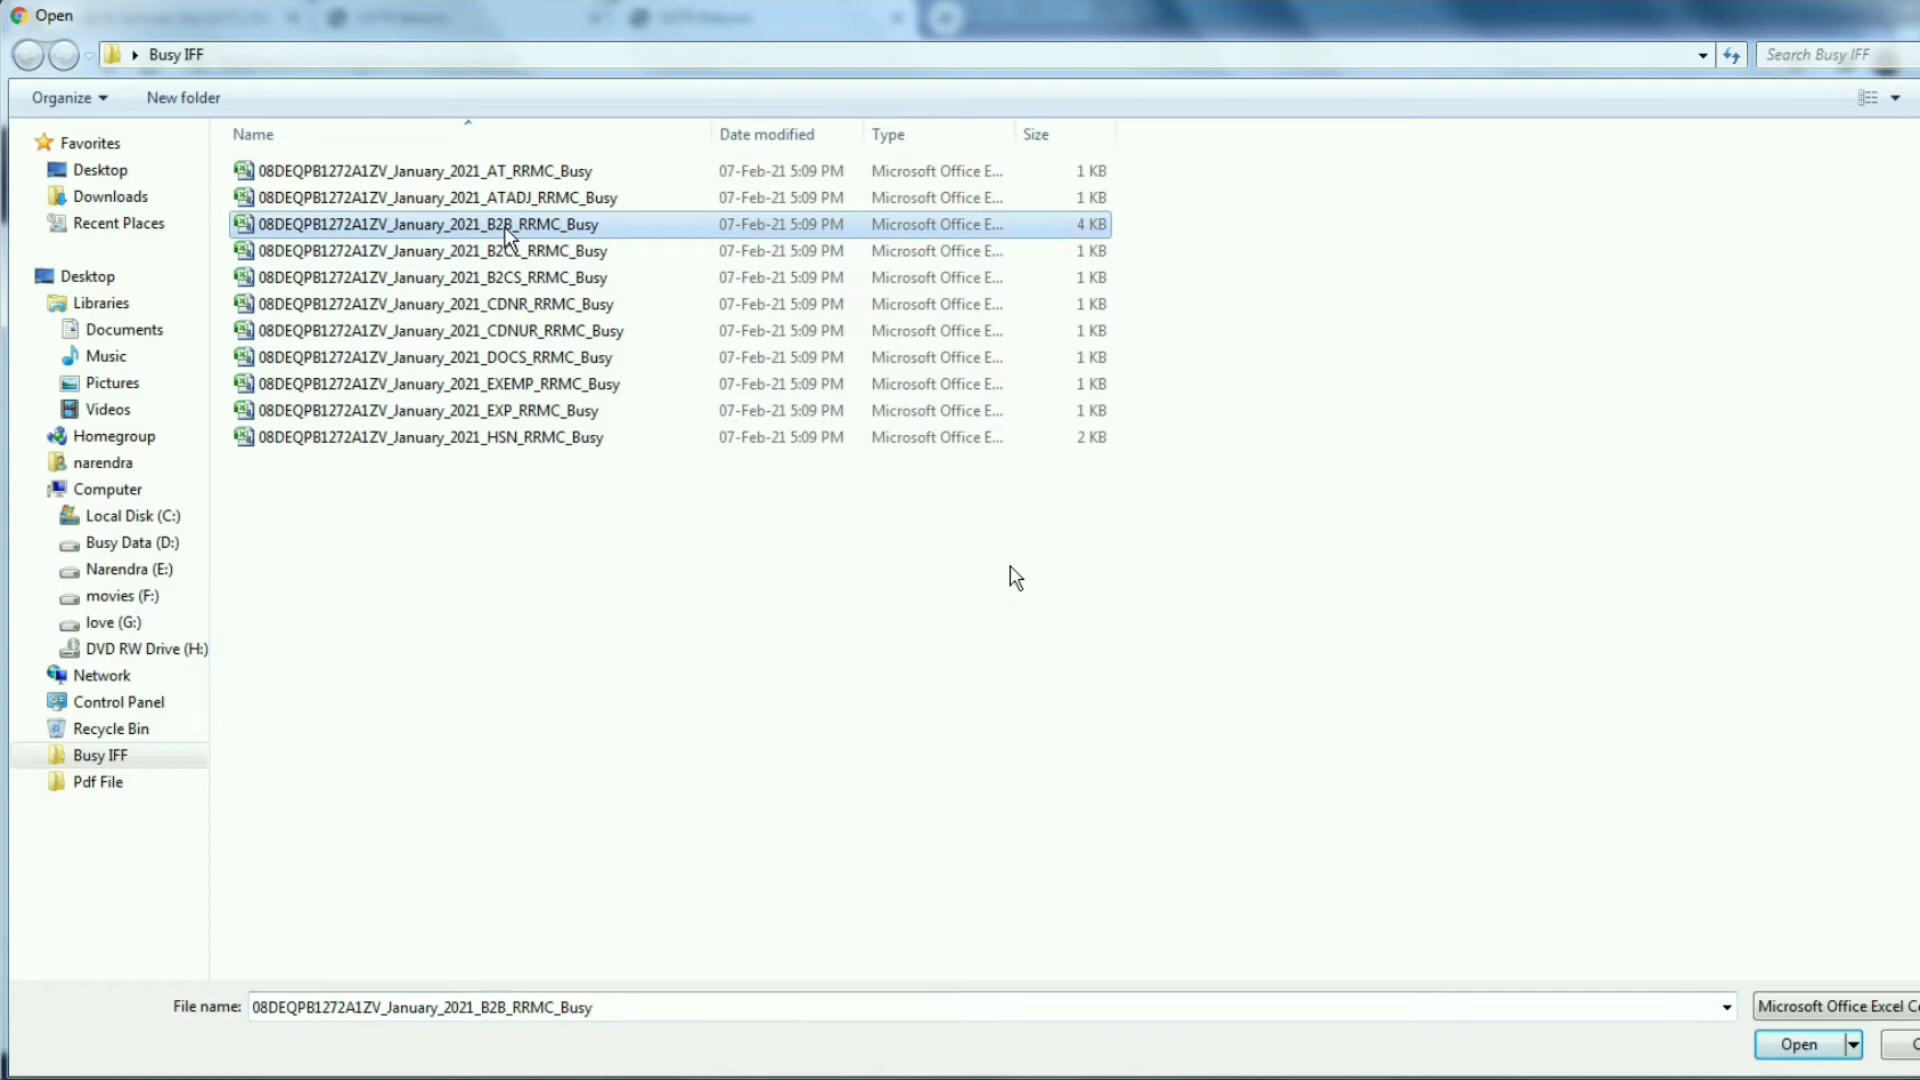 Open
Busy IFF
Search Busy IFF
Organize
New folder
Name
Date modified
Type
Size
Favorites
Desktop
Downloads
Recent Places
Desktop
Libraries
Documents
Music
Pictures
Videos
Homegroup
narendra
Computer
Local Disk (C:)
Busy Data (D:)
Narendra (E:)
movies (F:)
love (G:)
DVD RW Drive (H:)
Network
Control Panel
Recycle Bin
Busy IFF
Pdf File
08DEQPB1272A1ZV_January_2021_AT_RRMC_Busy 07-Feb-21 5:09 PM Microsoft Office E... 1 KB
08DEQPB1272A1ZV_January_2021_ATADJ_RRMC_Busy 07-Feb-21 5:09 PM Microsoft Office E... 1 KB
08DEQPB1272A1ZV_January_2021_B2B_RRMC_Busy 07-Feb-21 5:09 PM Microsoft Office E... 4 KB
08DEQPB1272A1ZV_January_2021_B2CL_RRMC_Busy 07-Feb-21 5:09 PM Microsoft Office E... 1 KB
08DEQPB1272A1ZV_January_2021_B2CS_RRMC_Busy 07-Feb-21 5:09 PM Microsoft Office E... 1 KB
08DEQPB1272A1ZV_January_2021_CDNR_RRMC_Busy 07-Feb-21 5:09 PM Microsoft Office E... 1 KB
08DEQPB1272A1ZV_January_2021_CDNUR_RRMC_Busy 07-Feb-21 5:09 PM Microsoft Office E... 1 KB
08DEQPB1272A1ZV_January_2021_DOCS_RRMC_Busy 07-Feb-21 5:09 PM Microsoft Office E... 1 KB
08DEQPB1272A1ZV_January_2021_EXEMP_RRMC_Busy 07-Feb-21 5:09 PM Microsoft Office E... 1 KB
08DEQPB1272A1ZV_January_2021_EXP_RRMC_Busy 07-Feb-21 5:09 PM Microsoft Office E... 1 KB
08DEQPB1272A1ZV_January_2021_HSN_RRMC_Busy 07-Feb-21 5:09 PM Microsoft Office E... 2 KB
File name: 08DEQPB1272A1ZV_January_2021_B2B_RRMC_Busy
Microsoft Office Excel
Open